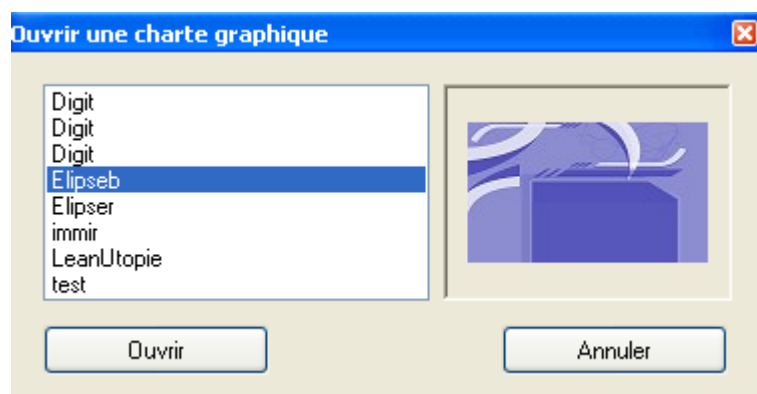 Ouvrir une charte graphique
Digit
Digit
Digit
Elipseb
Elipser
immir
LeanUtopie
test
Ouvrir
Annuler